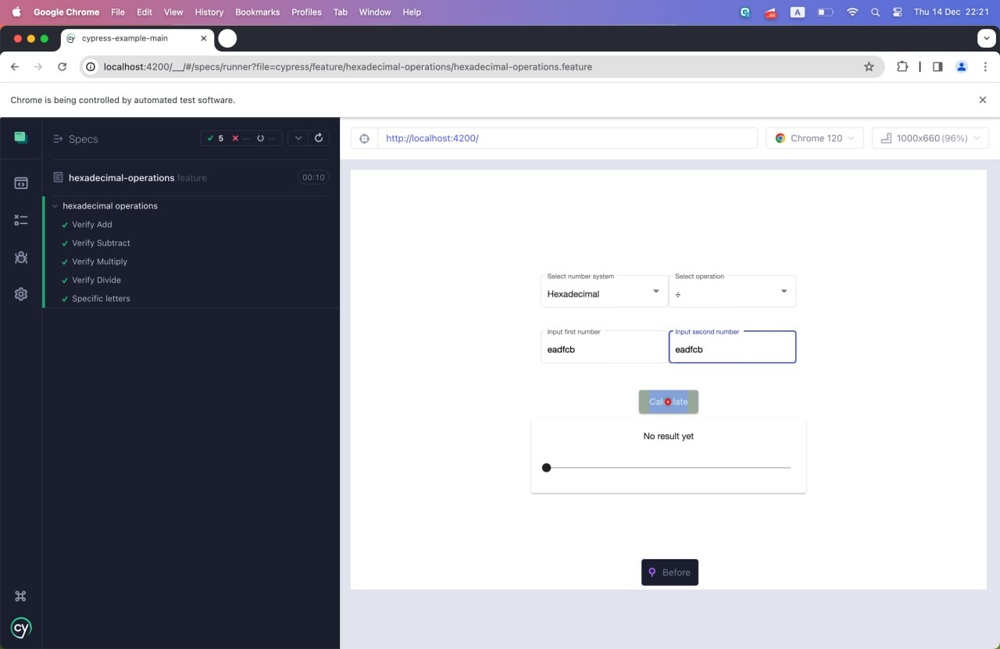 Google Chrome File Edit View History Bookmarks Profiles Tab Window Help .44 A Thu 14 Dec 22:21
cypress-example-main
localhost:4200/__/#/specs/runner?file=cypress/feature/hexadecimal-operations/hexadecimal-operations.feature
Chrome is being controlled by automated test software.
Specs 5 -- --
http://localhost:4200/ Chrome 120 1000x660 (96%)
hexadecimal-operations.feature 00:10
hexadecimal operations
Verify Add
Verify Subtract
Verify Multiply
Verify Divide
Specific letters
Select number system Select operation
Hexadecimal ÷
Input first number Input second number
eadfcb eadfcb
Calculate
No result yet
Before
cy